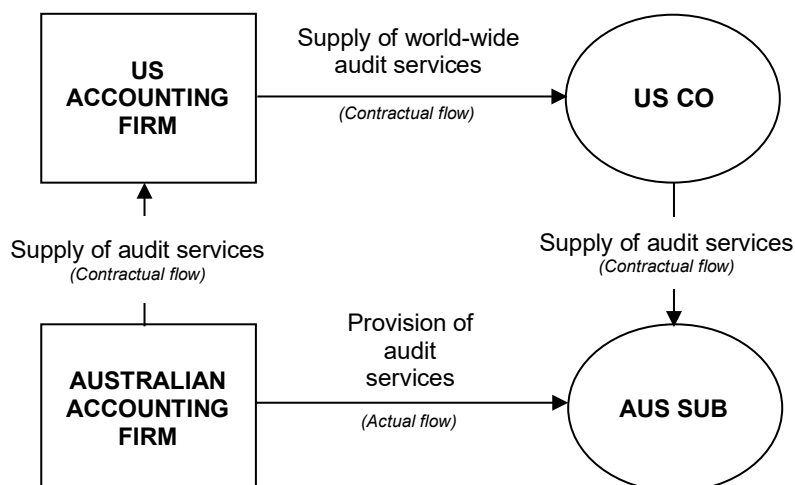 US
ACCOUNTING
FIRM
Supply of world-wide
audit services
(Contractual flow)
US CO
Supply of audit services
(Contractual flow)
Supply of audit services
(Contractual flow)
AUSTRALIAN
ACCOUNTING
FIRM
Provision of
audit
services
(Actual flow)
AUS SUB